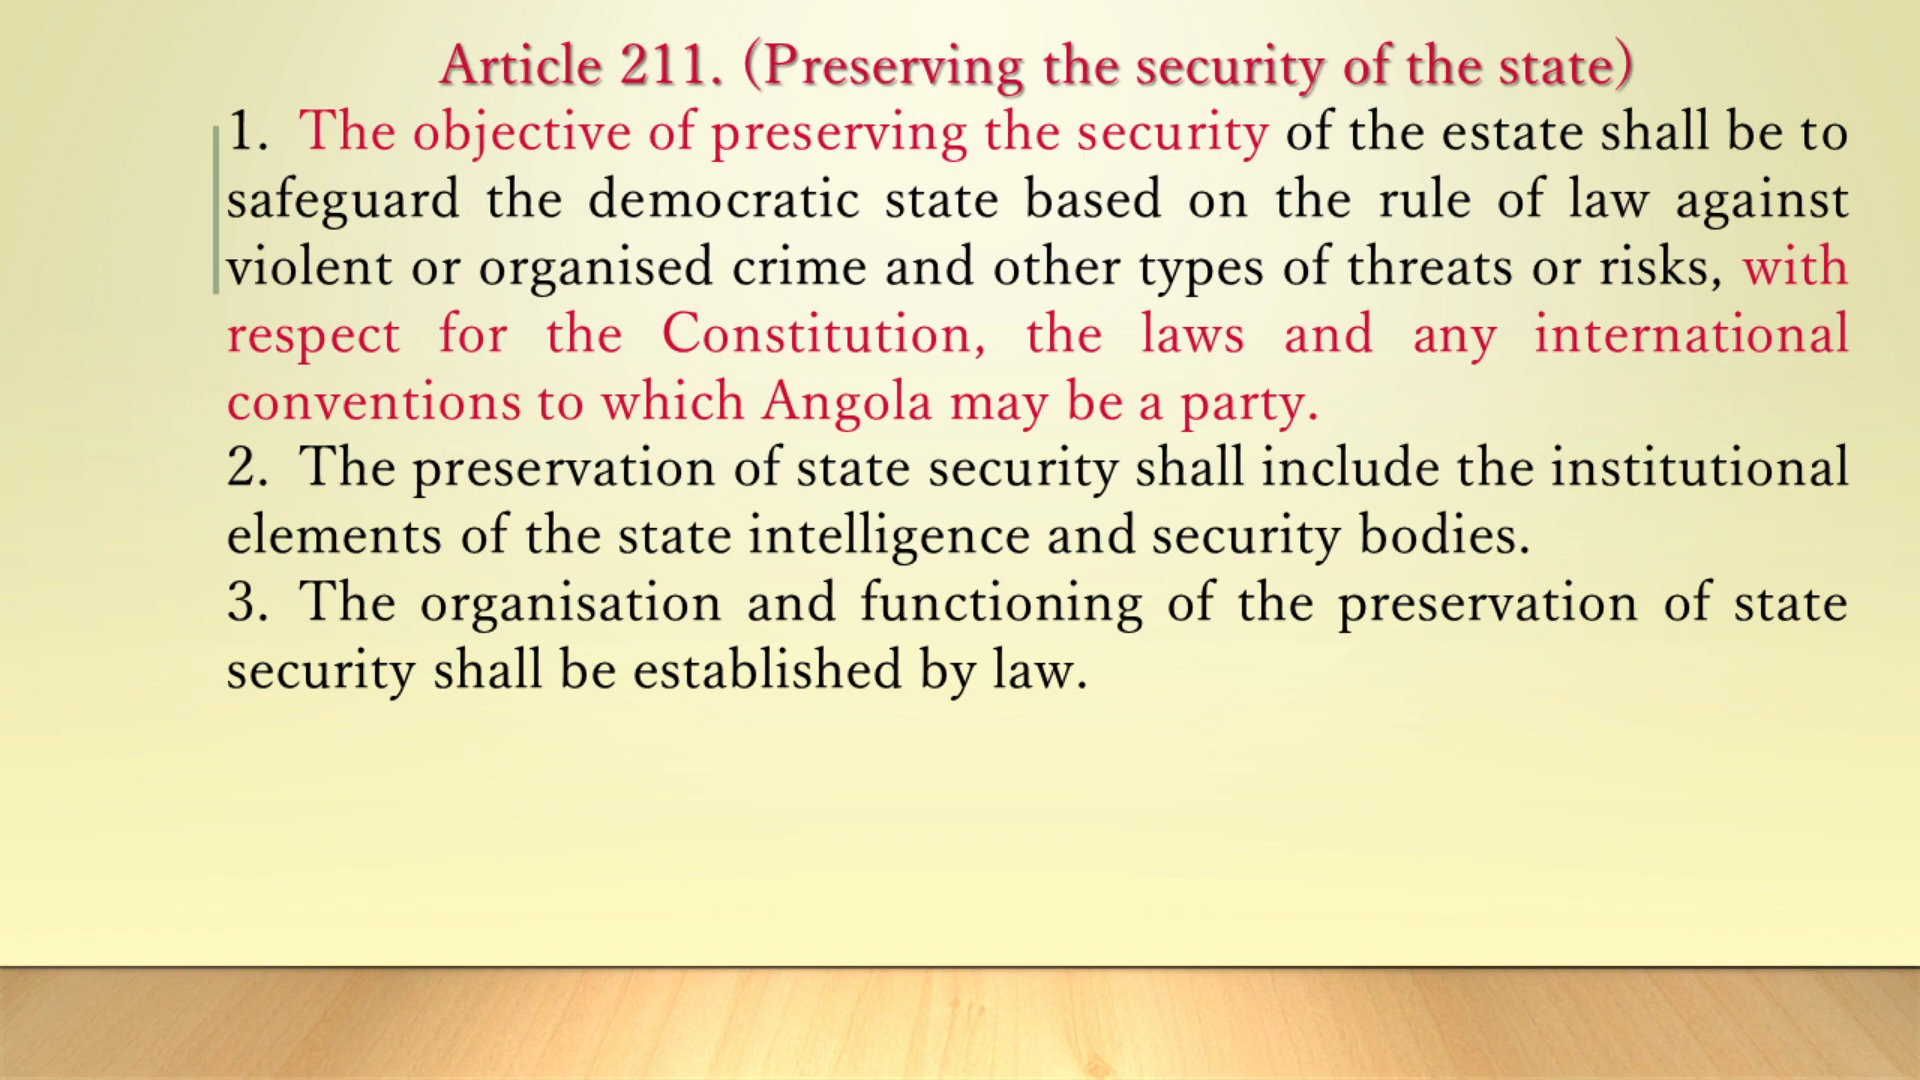 Article 211. (Preserving the security of the state)
1. The objective of preserving the security of the estate shall be to
safeguard the democratic state based on the rule of law against
violent or organised crime and other types of threats or risks, with
respect for the Constitution, the laws and any international
conventions to which Angola may be a party.
2. The preservation of state security shall include the institutional
elements of the state intelligence and security bodies.
3. The organisation and functioning of the preservation of state
security shall be established by law.